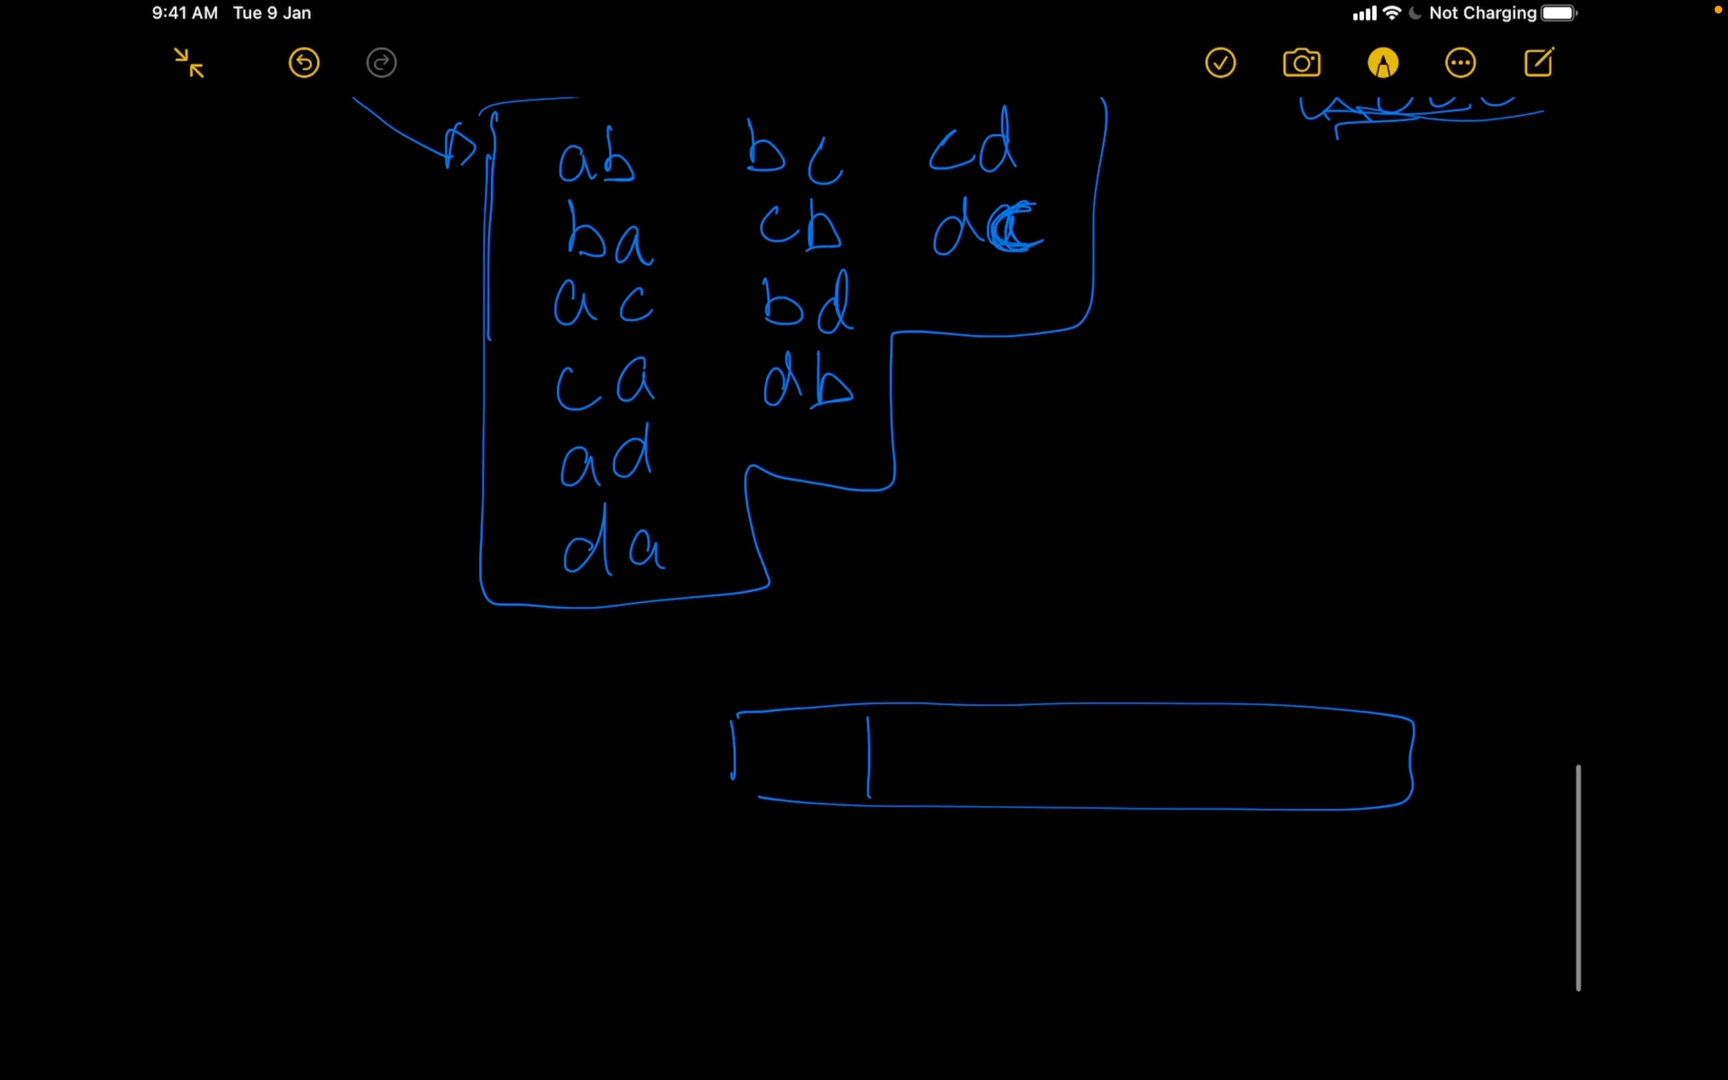 9:41 AM Tue 9 Jan Not Charging
ab bc cd
ba cb dc
ac bd
ca db
ad
da